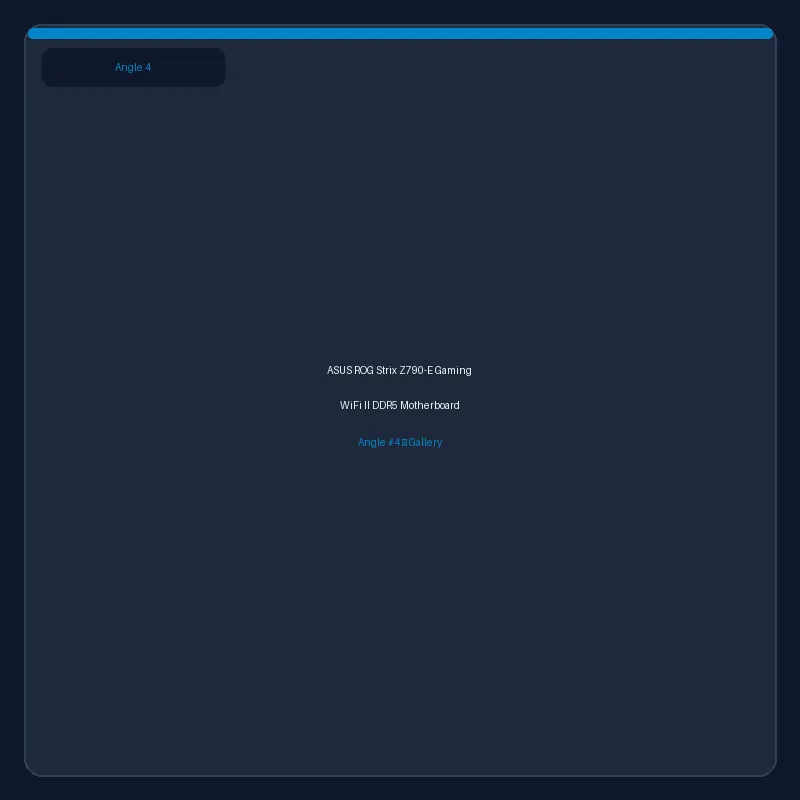 Angle 4
ASUS ROG Strix Z790-E Gaming
WiFi II DDR5 Motherboard
Angle #4 Gallery